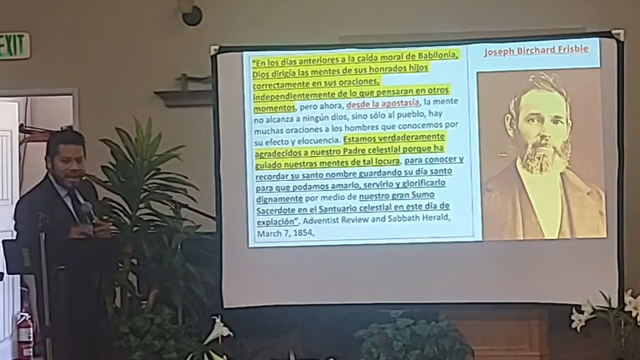 EXIT
"En los días anteriores a la caída moral de Babilonia,
Dios dirigía las mentes de sus honrados hijos
correctamente en sus oraciones,
independientemente de lo que pensaran en otros
momentos, pero ahora, desde la apostasía, la mente
no alcanza a ningún dios, sino sólo al pueblo, hay
muchas oraciones a los hombres que conocemos por
su efecto y elocuencia. Estamos verdaderamente
agradecidos a nuestro Padre celestial porque ha
guiado nuestras mentes de tal locura, para conocer y
recordar su santo nombre guardando su día santo
para que podamos amarlo, servirlo y glorificarlo
dignamente por medio de nuestro gran Sumo
Sacerdote en el Santuario celestial en este día de
expiación", Adventist Review and Sabbath Herald,
March 7, 1854,
Joseph Birchard Frisbie